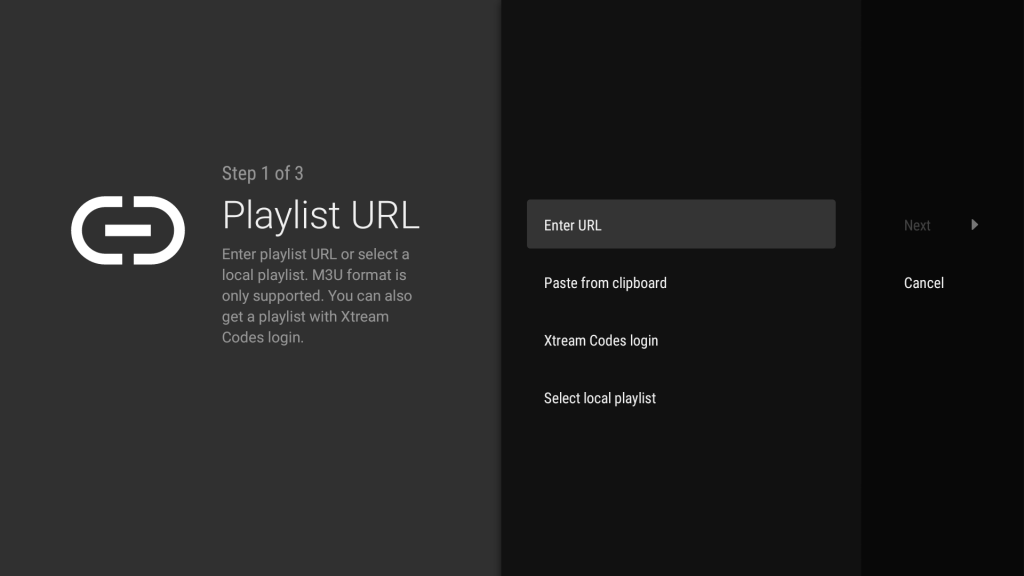 Step 1 of 3
Playlist URL
Enter playlist URL or select a
local playlist. M3U format is
only supported. You can also
get a playlist with Xtream
Codes login.
Enter URL
Paste from clipboard
Xtream Codes login
Select local playlist
Next
Cancel